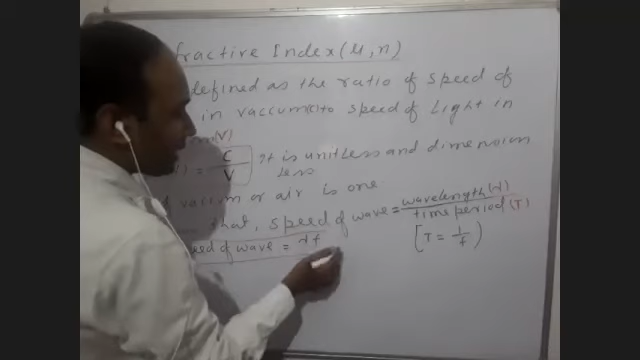 fractive Index(μ,n)
defined as the ratio of speed of
in vaccum(c)to speed of Light in
(V)
= C/V It is unitless and dimension
less
vaccum or air is one
that, speed of wave = wavelength(λ)/time period(T)
eed of wave = λf [T = 1/f]